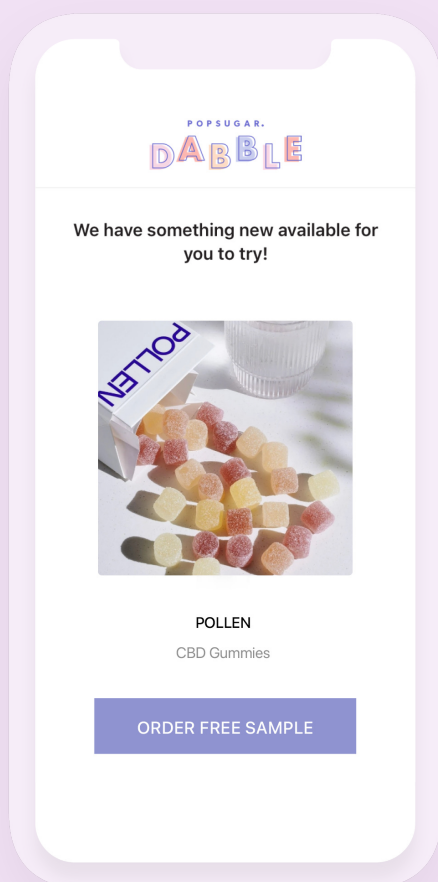 POPSUGAR.
DABBLE
We have something new available for
you to try!
POLLEN
POLLEN
CBD Gummies
ORDER FREE SAMPLE